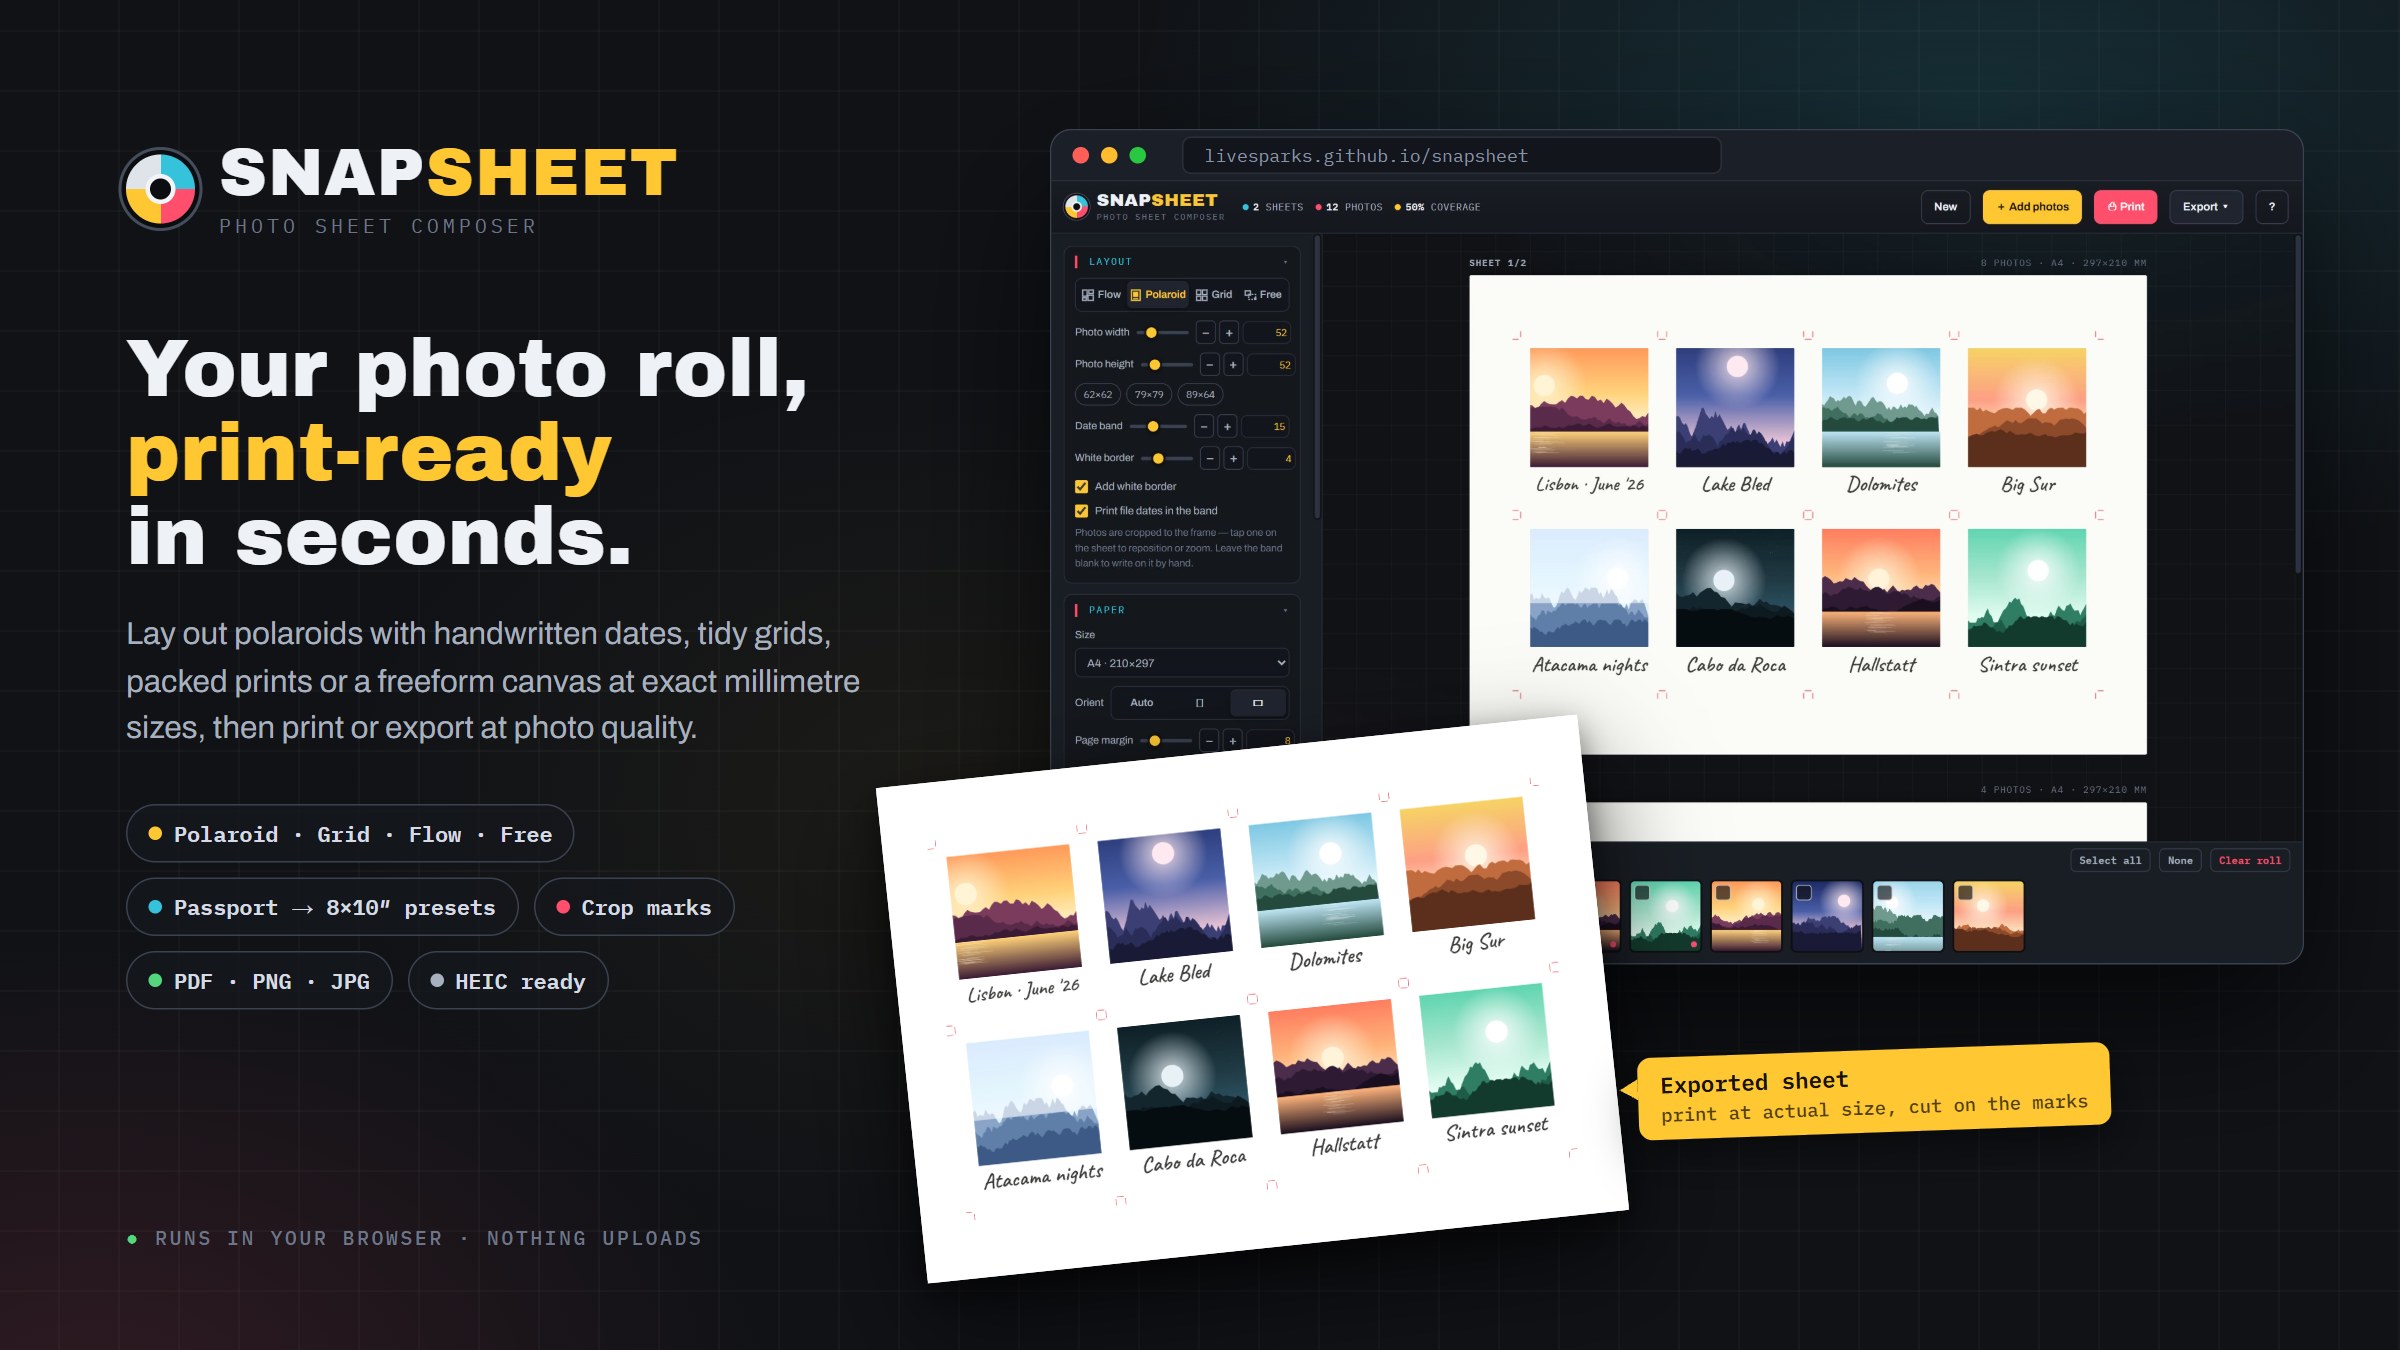 SNAPSHEET
PHOTO SHEET COMPOSER
Your photo roll,
print-ready
in seconds.
Lay out polaroids with handwritten dates, tidy grids,
packed prints or a freeform canvas at exact millimetre
sizes, then print or export at photo quality.
Polaroid · Grid · Flow · Free
Passport → 8×10″ presets
Crop marks
PDF · PNG · JPG
HEIC ready
RUNS IN YOUR BROWSER · NOTHING UPLOADS
livesparks.github.io/snapsheet
SNAPSHEET
PHOTO SHEET COMPOSER
2 SHEETS 12 PHOTOS 50% COVERAGE
New
+ Add photos
Print
Export
?
LAYOUT
Flow Polaroid Grid Free
Photo width − + 52
Photo height − + 52
62×62 79×79 89×64
Date band − + 15
White border − + 4
Add white border
Print file dates in the band
Photos are cropped to the frame — tap one on
the sheet to reposition or zoom. Leave the band
blank to write on it by hand.
PAPER
Size
A4 · 210×297
Orient Auto
Page margin − + 8
SHEET 1/2
8 PHOTOS · A4 · 297×210 MM
Lisbon · June '26
Lake Bled
Dolomites
Big Sur
Atacama nights
Cabo da Roca
Hallstatt
Sintra sunset
4 PHOTOS · A4 · 297×210 MM
Select all
None
Clear roll
Lisbon · June '26
Lake Bled
Dolomites
Big Sur
Atacama nights
Cabo da Roca
Hallstatt
Sintra sunset
Exported sheet
print at actual size, cut on the marks